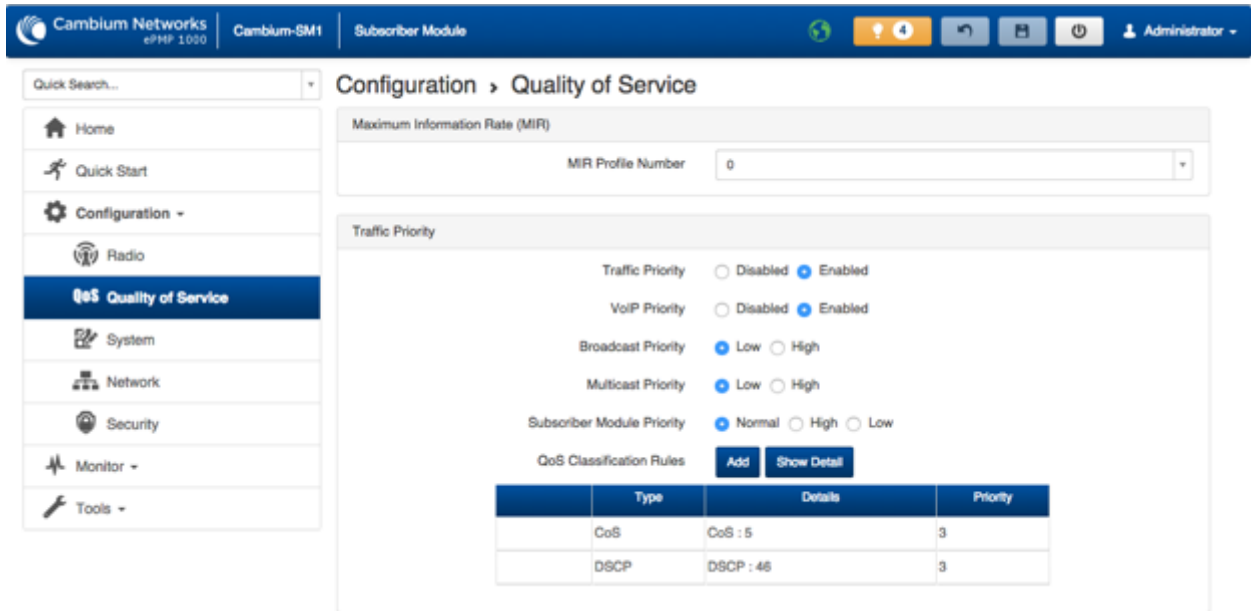 Cambium Networks
ePMP 1000
Cambium-SM1
Subscriber Module
4
Administrator
Quick Search...
Configuration › Quality of Service
Home
Quick Start
Configuration
Radio
QoS Quality of Service
System
Network
Security
Monitor
Tools
Maximum Information Rate (MIR)
MIR Profile Number 0
Traffic Priority
Traffic Priority Disabled Enabled
VoIP Priority Disabled Enabled
Broadcast Priority Low High
Multicast Priority Low High
Subscriber Module Priority Normal High Low
QoS Classification Rules Add Show Detail
Type Details Priority
CoS CoS : 5 3
DSCP DSCP : 46 3